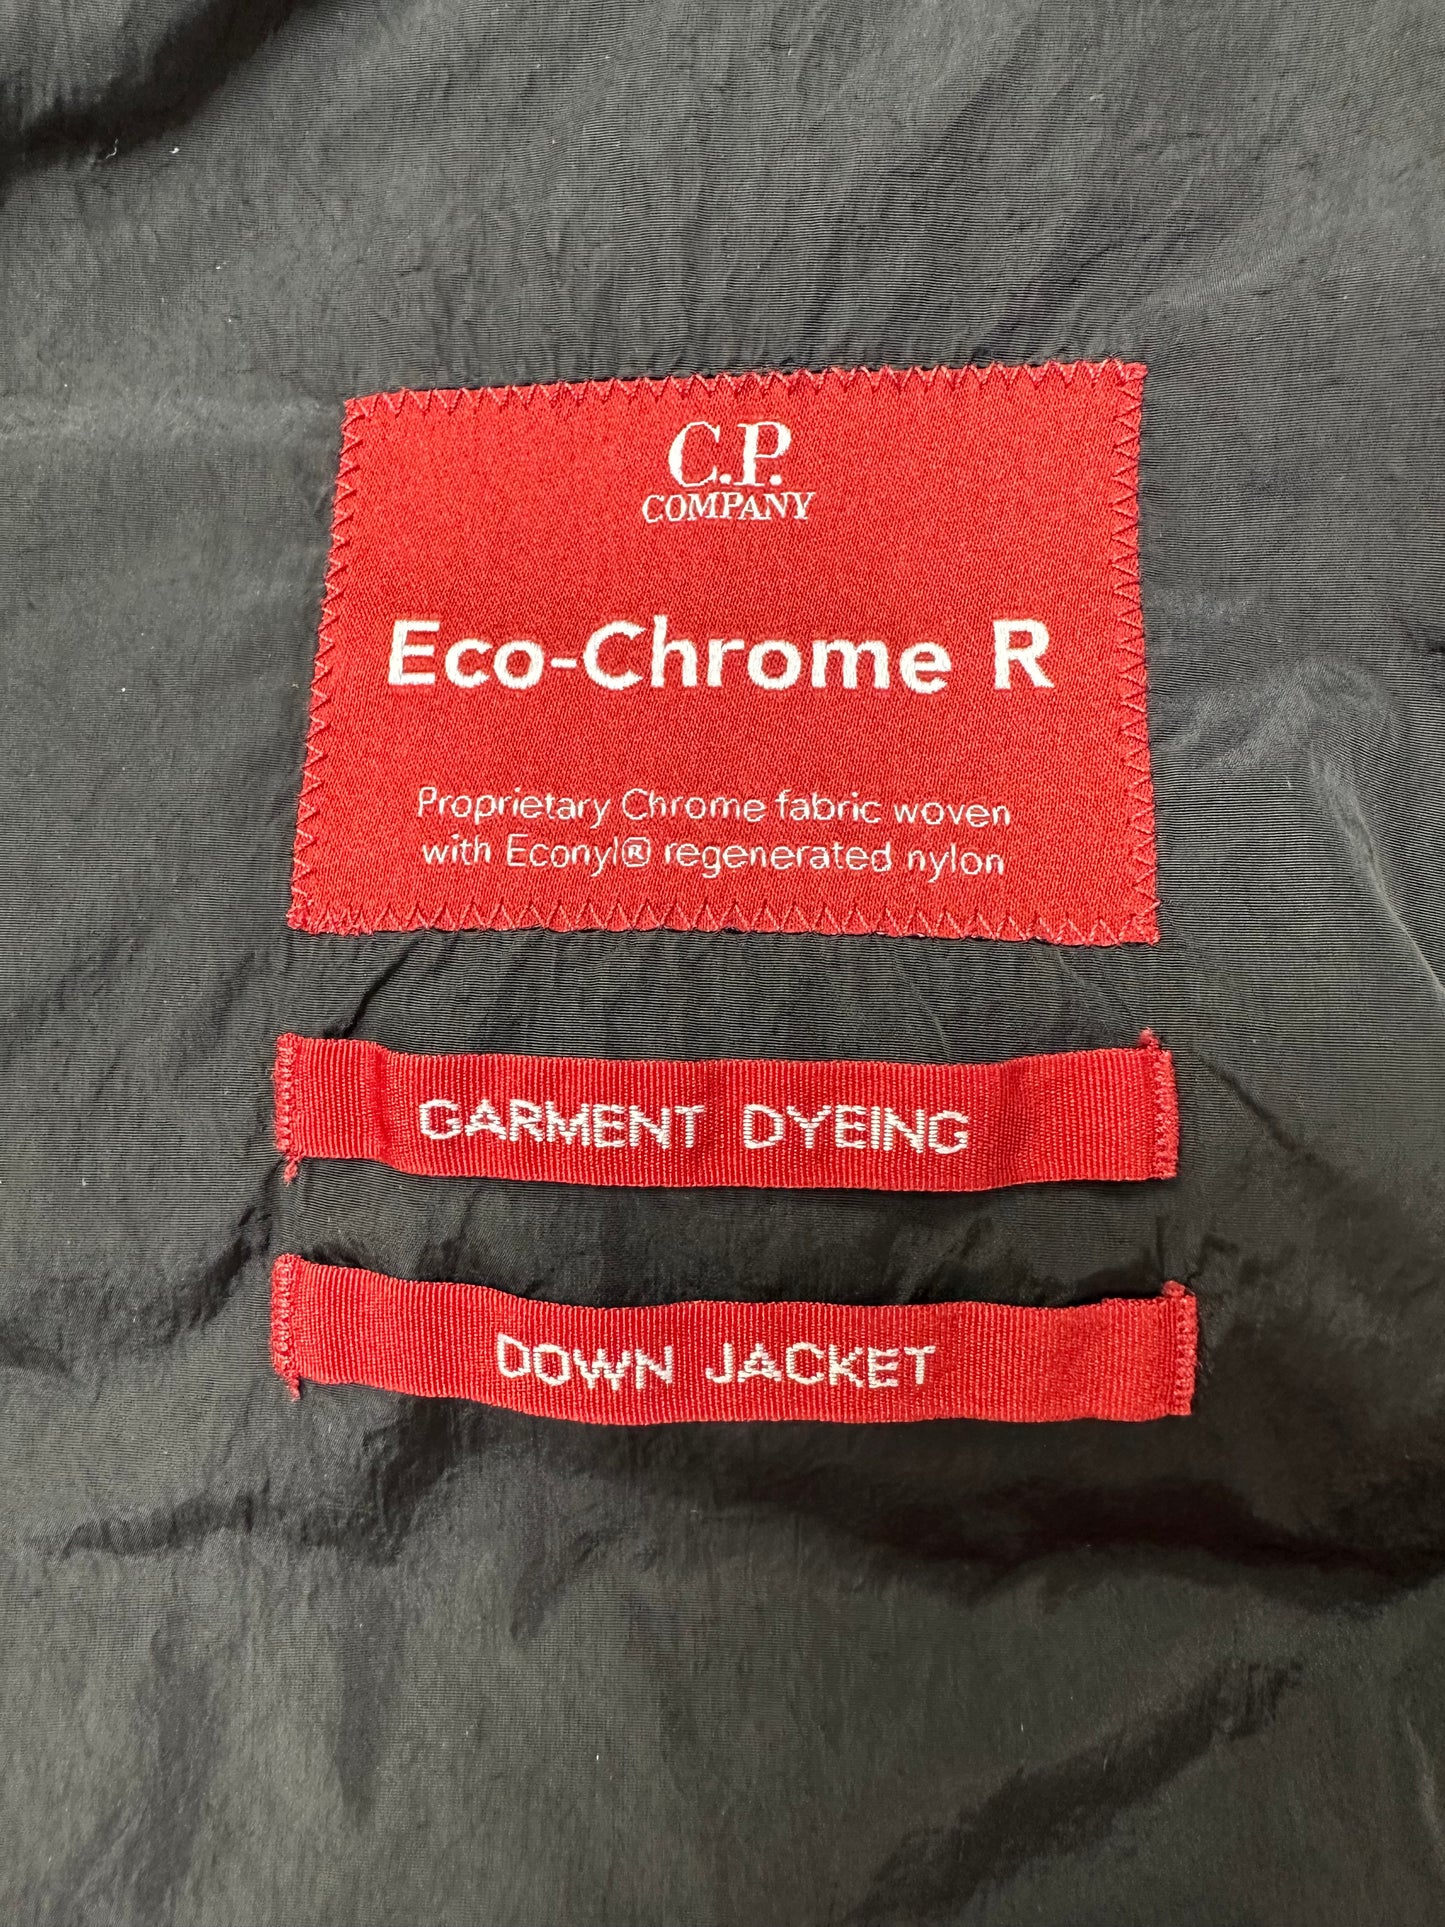 C.P.
COMPANY
Eco-Chrome R
Proprietary Chrome fabric woven
with Econyl® regenerated nylon
GARMENT DYEING
DOWN JACKET